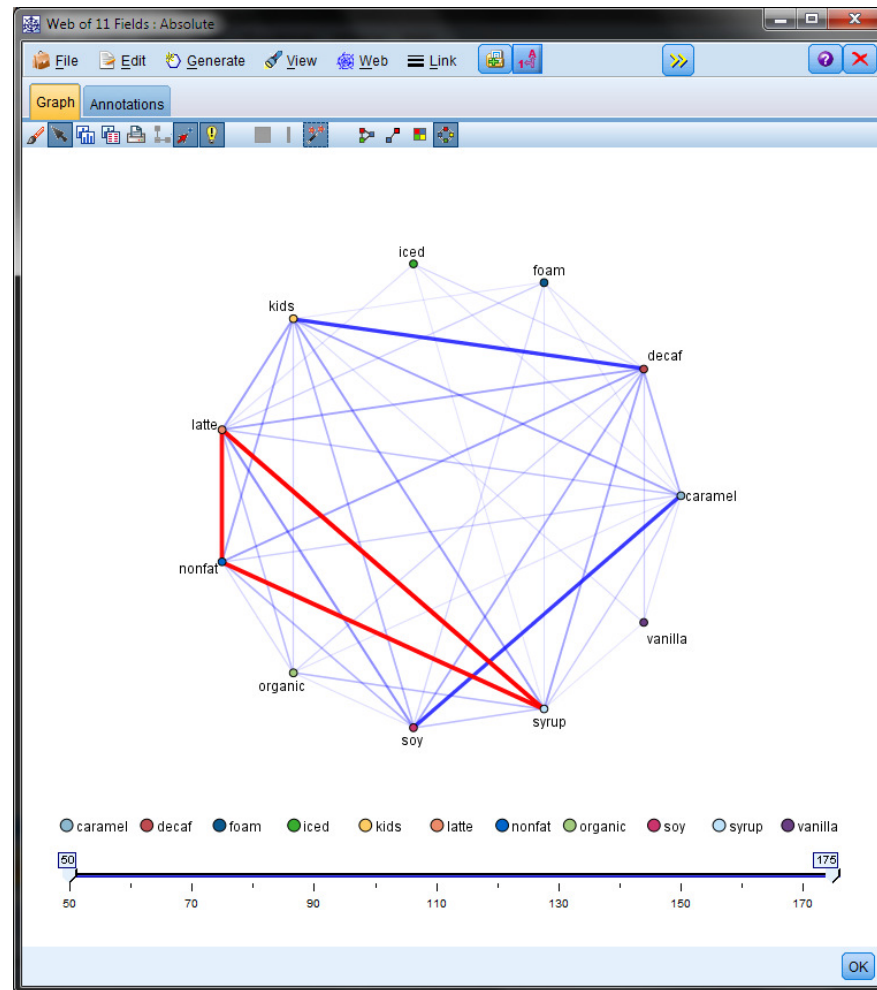 Web of 11 Fields : Absolute
File Edit Generate View Web Link
Graph Annotations
iced
foam
kids
decaf
latte
caramel
nonfat
vanilla
organic
syrup
soy
caramel decaf foam iced kids latte nonfat organic soy syrup vanilla
50 175
50 70 90 110 130 150 170
OK